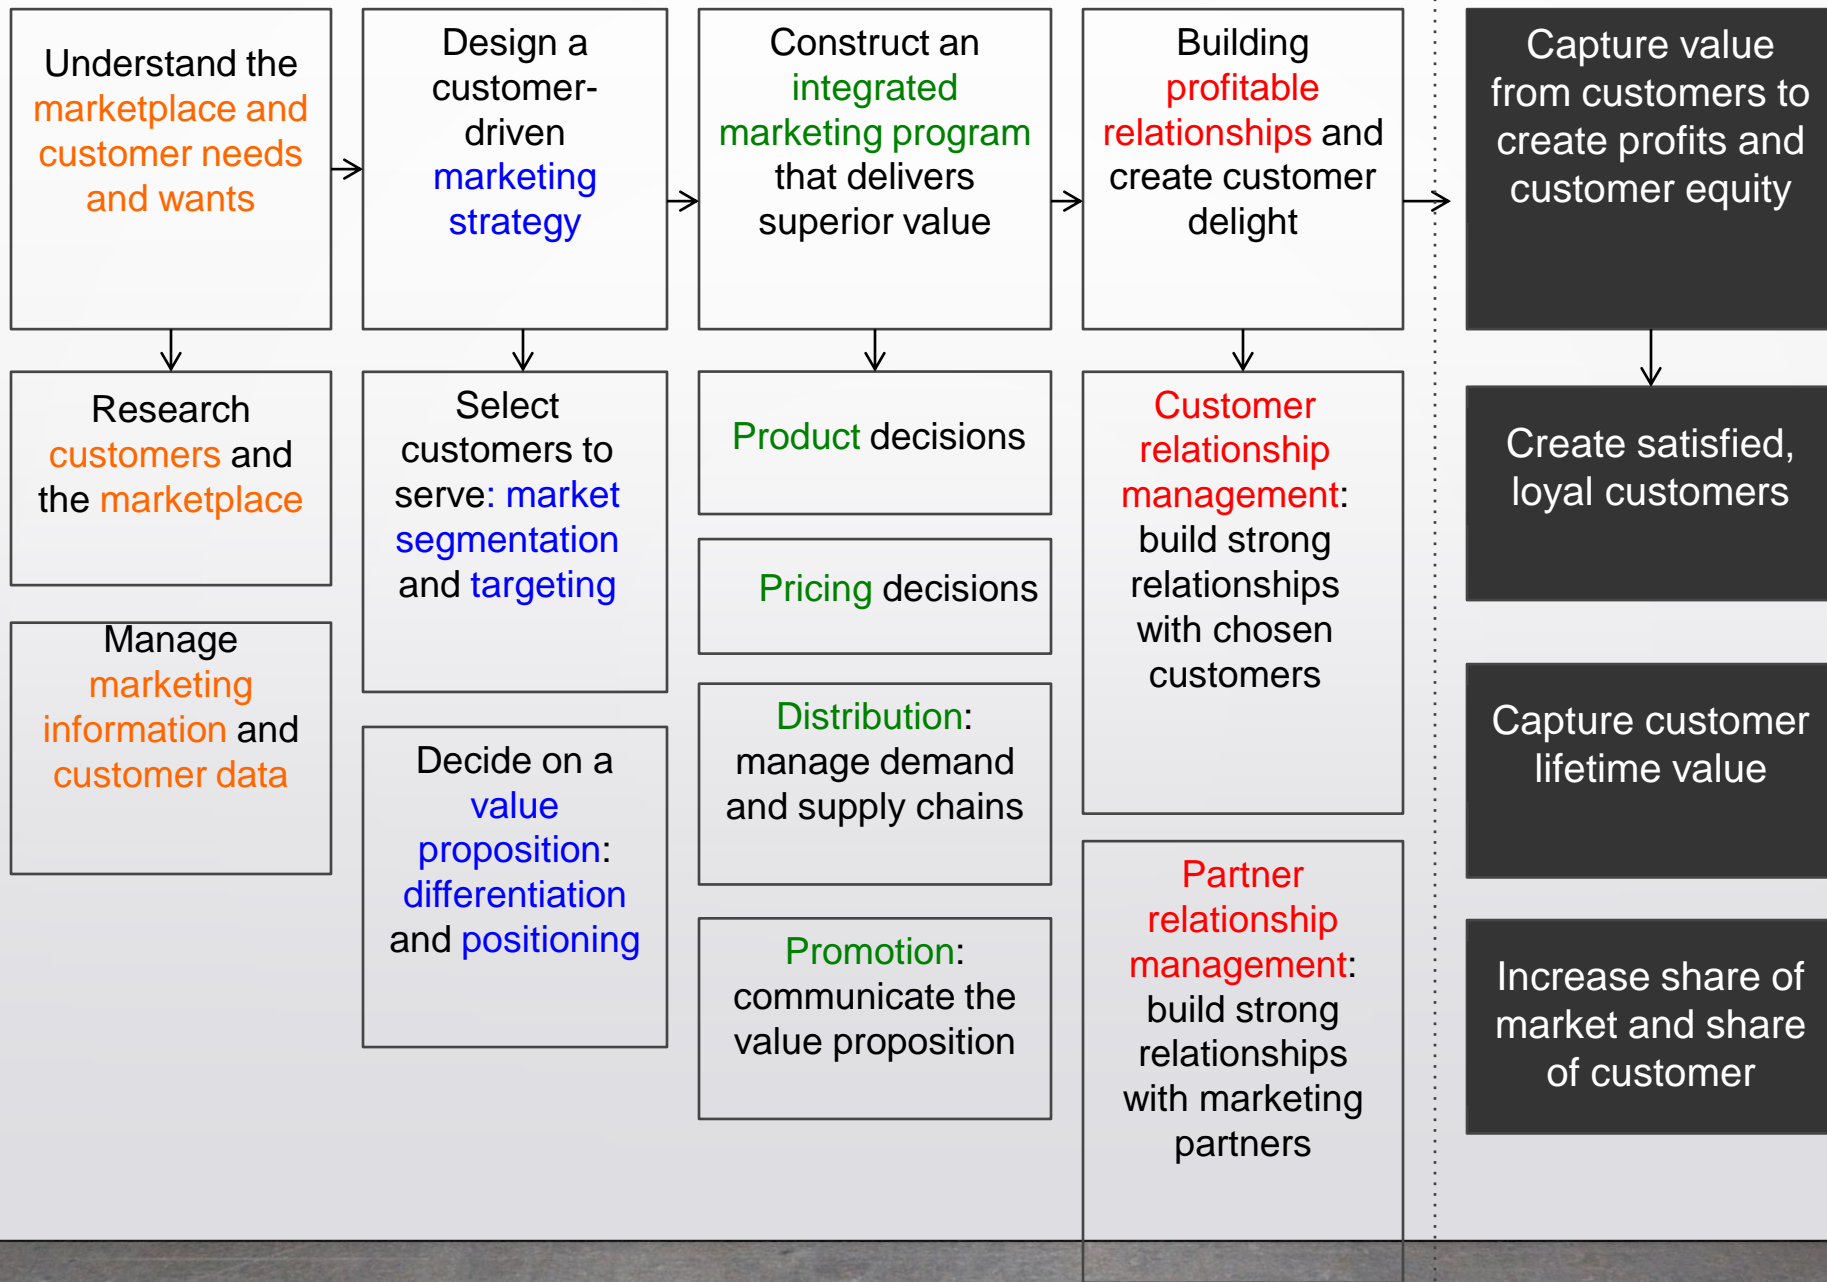 Understand the
marketplace and
customer needs
and wants
Design a
customer-
driven
marketing
strategy
Construct an
integrated
marketing program
that delivers
superior value
Building
profitable
relationships and
create customer
delight
Capture value
from customers to
create profits and
customer equity
Research
customers and
the marketplace
Manage
marketing
information and
customer data
Select
customers to
serve: market
segmentation
and targeting
Decide on a
value
proposition:
differentiation
and positioning
Product decisions
Pricing decisions
Distribution:
manage demand
and supply chains
Promotion:
communicate the
value proposition
Customer
relationship
management:
build strong
relationships
with chosen
customers
Partner
relationship
management:
build strong
relationships
with marketing
partners
Create satisfied,
loyal customers
Capture customer
lifetime value
Increase share of
market and share
of customer